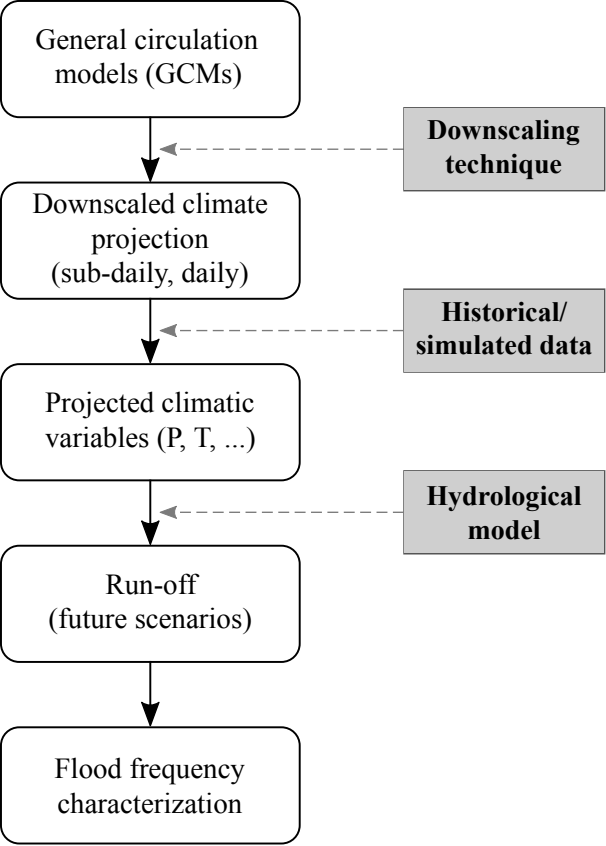 General circulation
models (GCMs)
Downscaling
technique
Downscaled climate
projection
(sub-daily, daily)
Historical/
simulated data
Projected climatic
variables (P, T, ...)
Hydrological
model
Run-off
(future scenarios)
Flood frequency
characterization